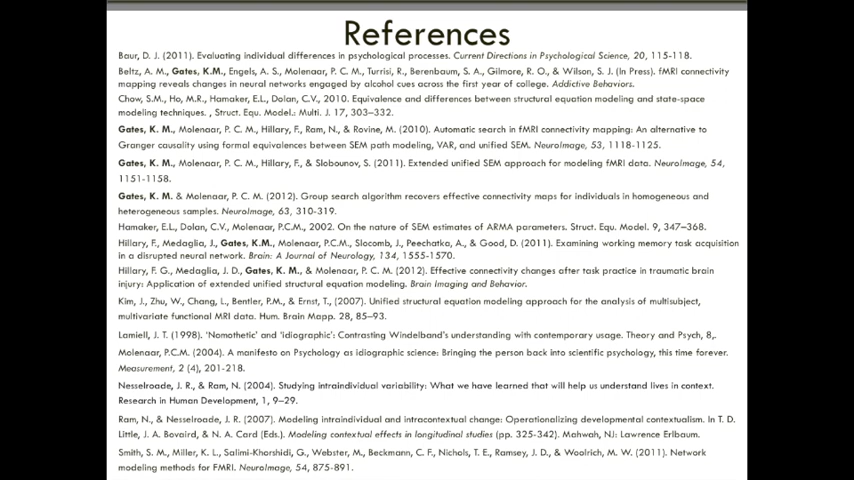 References
Baur, D. J. (2011). Evaluating individual differences in psychological processes. Current Directions in Psychological Science, 20, 115-118.
Beltz, A. M., Gates, K.M., Engels, A. S., Molenaar, P. C. M., Turrisi, R., Berenbaum, S. A., Gilmore, R. O., & Wilson, S. J. (In Press). fMRI connectivity
mapping reveals changes in neural networks engaged by alcohol cues across the first year of college. Addictive Behaviors.
Chow, S.M., Ho, M.R., Hamaker, E.L., Dolan, C.V., 2010. Equivalence and differences between structural equation modeling and state-space
modeling techniques. , Struct. Equ. Model.: Multi. J. 17, 303–332.
Gates, K. M., Molenaar, P. C. M., Hillary, F., Ram, N., & Rovine, M. (2010). Automatic search in fMRI connectivity mapping: An alternative to
Granger causality using formal equivalences between SEM path modeling, VAR, and unified SEM. NeuroImage, 53, 1118-1125.
Gates, K. M., Molenaar, P. C. M., Hillary, F., & Slobounov, S. (2011). Extended unified SEM approach for modeling fMRI data. NeuroImage, 54,
1151-1158.
Gates, K. M. & Molenaar, P. C. M. (2012). Group search algorithm recovers effective connectivity maps for individuals in homogeneous and
heterogeneous samples. NeuroImage, 63, 310-319.
Hamaker, E.L., Dolan, C.V., Molenaar, P.C.M., 2002. On the nature of SEM estimates of ARMA parameters. Struct. Equ. Model. 9, 347–368.
Hillary, F., Medaglia, J., Gates, K.M., Molenaar, P.C.M., Slocomb, J., Peechatka, A., & Good, D. (2011). Examining working memory task acquisition
in a disrupted neural network. Brain: A Journal of Neurology, 134, 1555-1570.
Hillary, F. G., Medaglia, J. D., Gates, K. M., & Molenaar, P. C. M. (2012). Effective connectivity changes after task practice in traumatic brain
injury: Application of extended unified structural equation modeling. Brain Imaging and Behavior.
Kim, J., Zhu, W., Chang, L., Bentler, P.M., & Ernst, T., (2007). Unified structural equation modeling approach for the analysis of multisubject,
multivariate functional MRI data. Hum. Brain Mapp. 28, 85–93.
Lamiell, J. T. (1998). 'Nomothetic' and 'idiographic': Contrasting Windelband's understanding with contemporary usage. Theory and Psych, 8,.
Molenaar, P.C.M. (2004). A manifesto on Psychology as idiographic science: Bringing the person back into scientific psychology, this time forever.
Measurement, 2 (4), 201-218.
Nesselroade, J. R., & Ram, N. (2004). Studying intraindividual variability: What we have learned that will help us understand lives in context.
Research in Human Development, 1, 9–29.
Ram, N., & Nesselroade, J. R. (2007). Modeling intraindividual and intracontextual change: Operationalizing developmental contextualism. In T. D.
Little, J. A. Bovaird, & N. A. Card (Eds.). Modeling contextual effects in longitudinal studies (pp. 325-342). Mahwah, NJ: Lawrence Erlbaum.
Smith, S. M., Miller, K. L., Salimi-Khorshidi, G., Webster, M., Beckmann, C. F., Nichols, T. E., Ramsey, J. D., & Woolrich, M. W. (2011). Network
modeling methods for FMRI. NeuroImage, 54, 875-891.